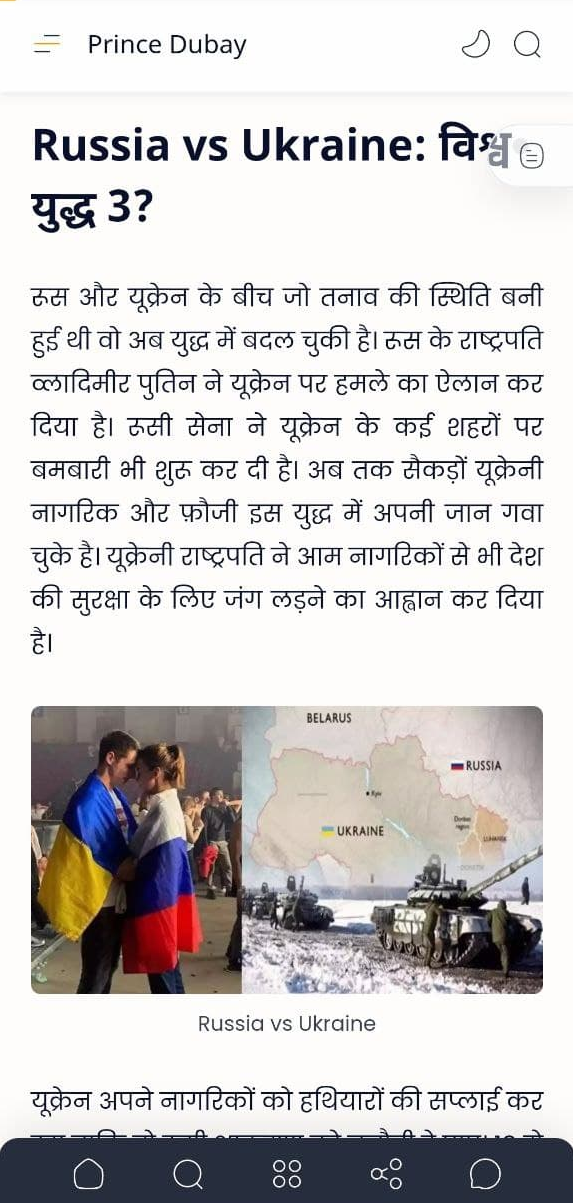 Prince Dubay
Russia vs Ukraine: विश्व
युद्ध 3?
रूस और यूक्रेन के बीच जो तनाव की स्थिति बनी
हुई थी वो अब युद्ध में बदल चुकी है। रूस के राष्ट्रपति
व्लादिमीर पुतिन ने यूक्रेन पर हमले का ऐलान कर
दिया है। रूसी सेना ने यूक्रेन के कई शहरों पर
बमबारी भी शुरू कर दी है। अब तक सैकड़ों यूक्रेनी
नागरिक और फ़ौजी इस युद्ध में अपनी जान गवा
चुके है। यूक्रेनी राष्ट्रपति ने आम नागरिकों से भी देश
की सुरक्षा के लिए जंग लड़ने का आह्वान कर दिया
है।
BELARUS
RUSSIA
Kyiv
UKRAINE
Donbas
region
LUHANSK
DONETSK
Russia vs Ukraine
यूक्रेन अपने नागरिकों को हथियारों की सप्लाई कर